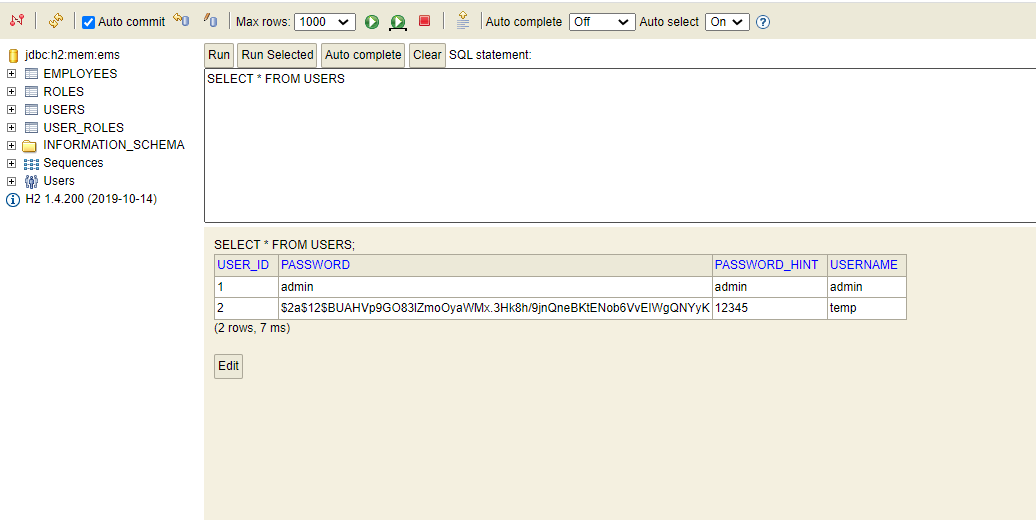 Auto commit Max rows: 1000 Auto complete Off Auto select On
jdbc:h2:mem:ems
EMPLOYEES
ROLES
USERS
USER_ROLES
INFORMATION_SCHEMA
Sequences
Users
H2 1.4.200 (2019-10-14)
Run Run Selected Auto complete Clear SQL statement:
SELECT * FROM USERS
SELECT * FROM USERS;
USER_ID PASSWORD PASSWORD_HINT USERNAME
1 admin admin admin
2 $2a$12$BUAHVp9GO83lZmoOyaWMx.3Hk8h/9jnQneBKtENob6VvElWgQNYyK 12345 temp
(2 rows, 7 ms)
Edit